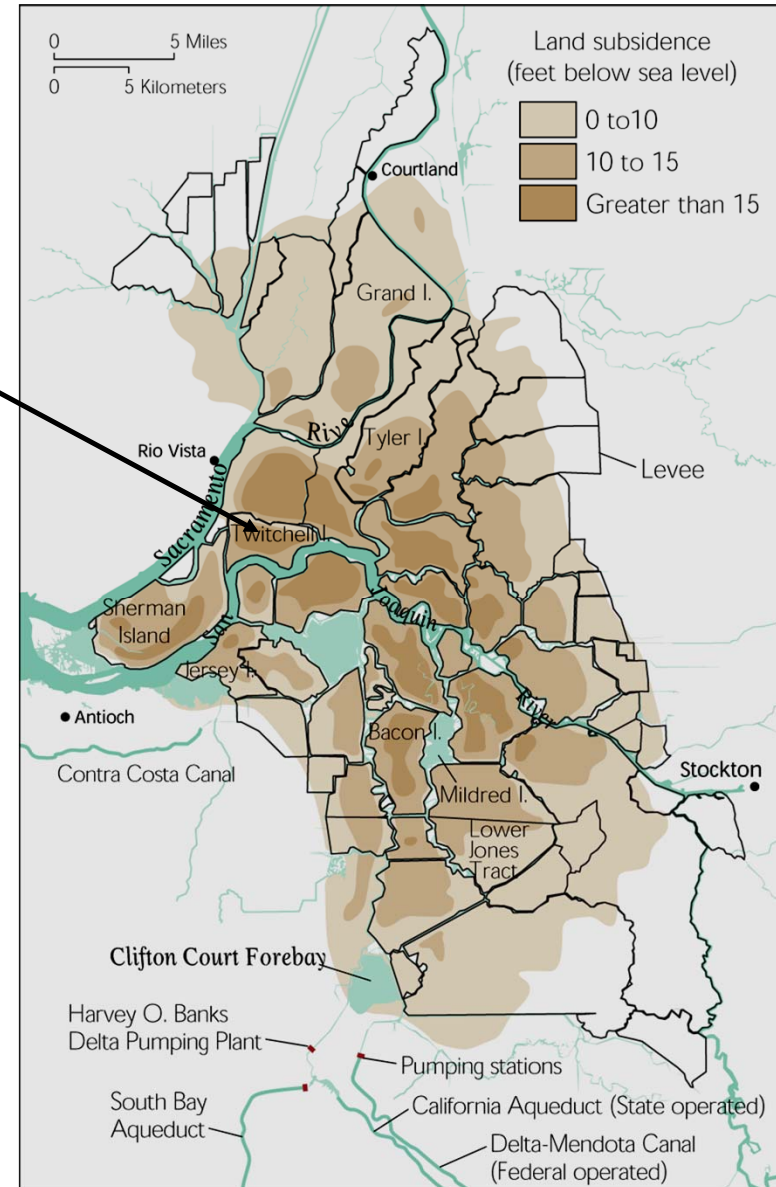 0 5 Miles
0 5 Kilometers
Land subsidence
(feet below sea level)
0 to10
10 to 15
Greater than 15
Courtland
Grand I.
Rio Vista
Sacramento
River
Tyler I.
Levee
Twitchell I.
Sherman
Island
San
Joaquin
River
Jersey I.
Antioch
Bacon I.
Contra Costa Canal
Stockton
Mildred I.
Lower
Jones
Tract
Clifton Court Forebay
Harvey O. Banks
Delta Pumping Plant
Pumping stations
South Bay
Aqueduct
California Aqueduct (State operated)
Delta-Mendota Canal
(Federal operated)